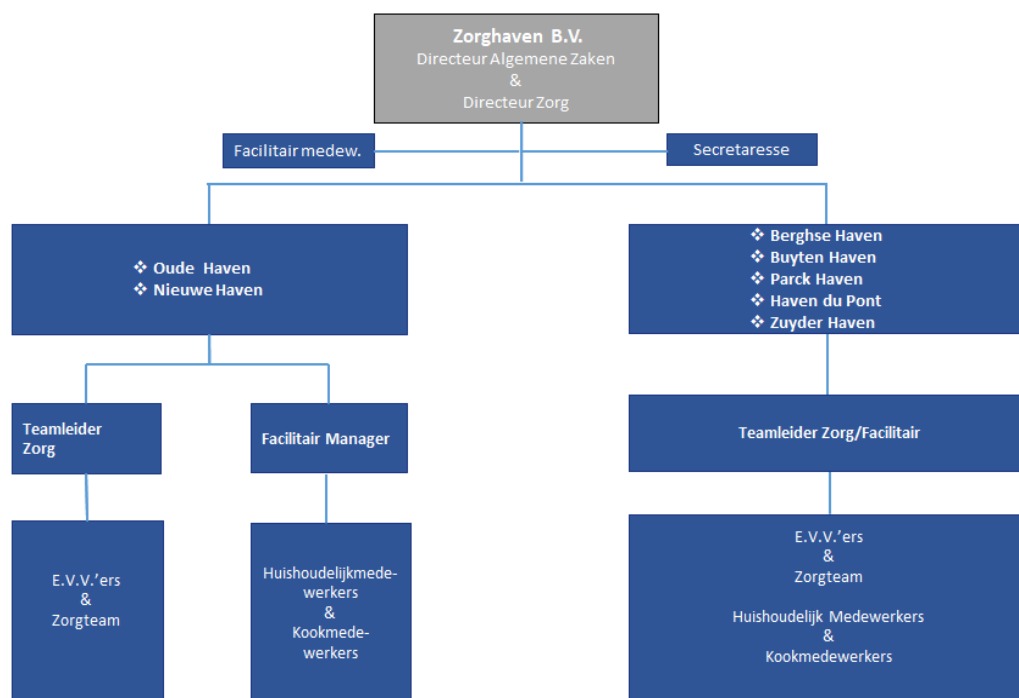 Zorghaven B.V.
Directeur Algemene Zaken
&
Directeur Zorg
Facilitair medew.
Secretaresse
❖ Oude Haven
❖ Nieuwe Haven
❖ Berghse Haven
❖ Buyten Haven
❖ Parck Haven
❖ Haven du Pont
❖ Zuyder Haven
Teamleider
Zorg
Facilitair Manager
Teamleider Zorg/Facilitair
E.V.V.'ers
&
Zorgteam
Huishoudelijkmede-
werkers
&
Kookmede-
werkers
E.V.V.'ers
&
Zorgteam
Huishoudelijk Medewerkers
&
Kookmedewerkers